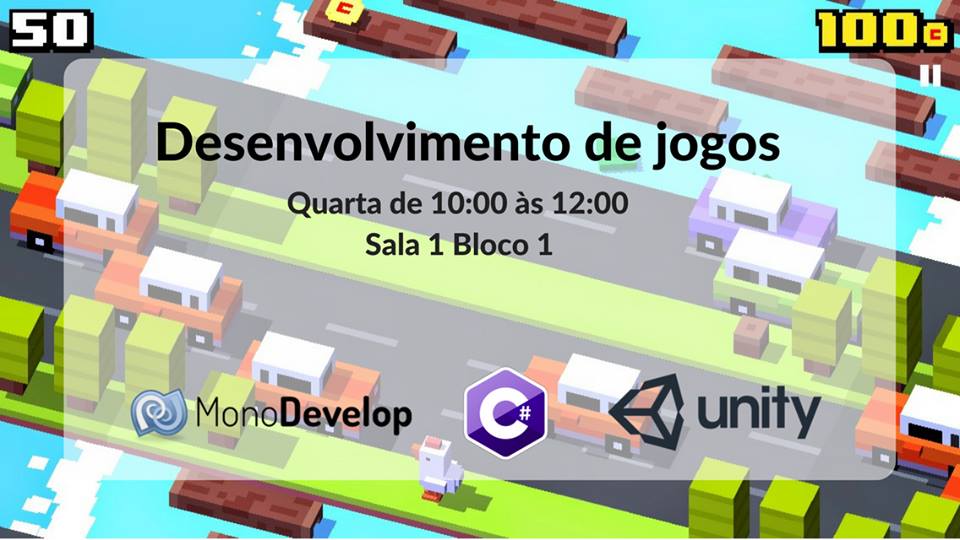 50
100 C
C
Desenvolvimento de jogos
Quarta de 10:00 às 12:00
Sala 1 Bloco 1
MonoDevelop
C#
unity